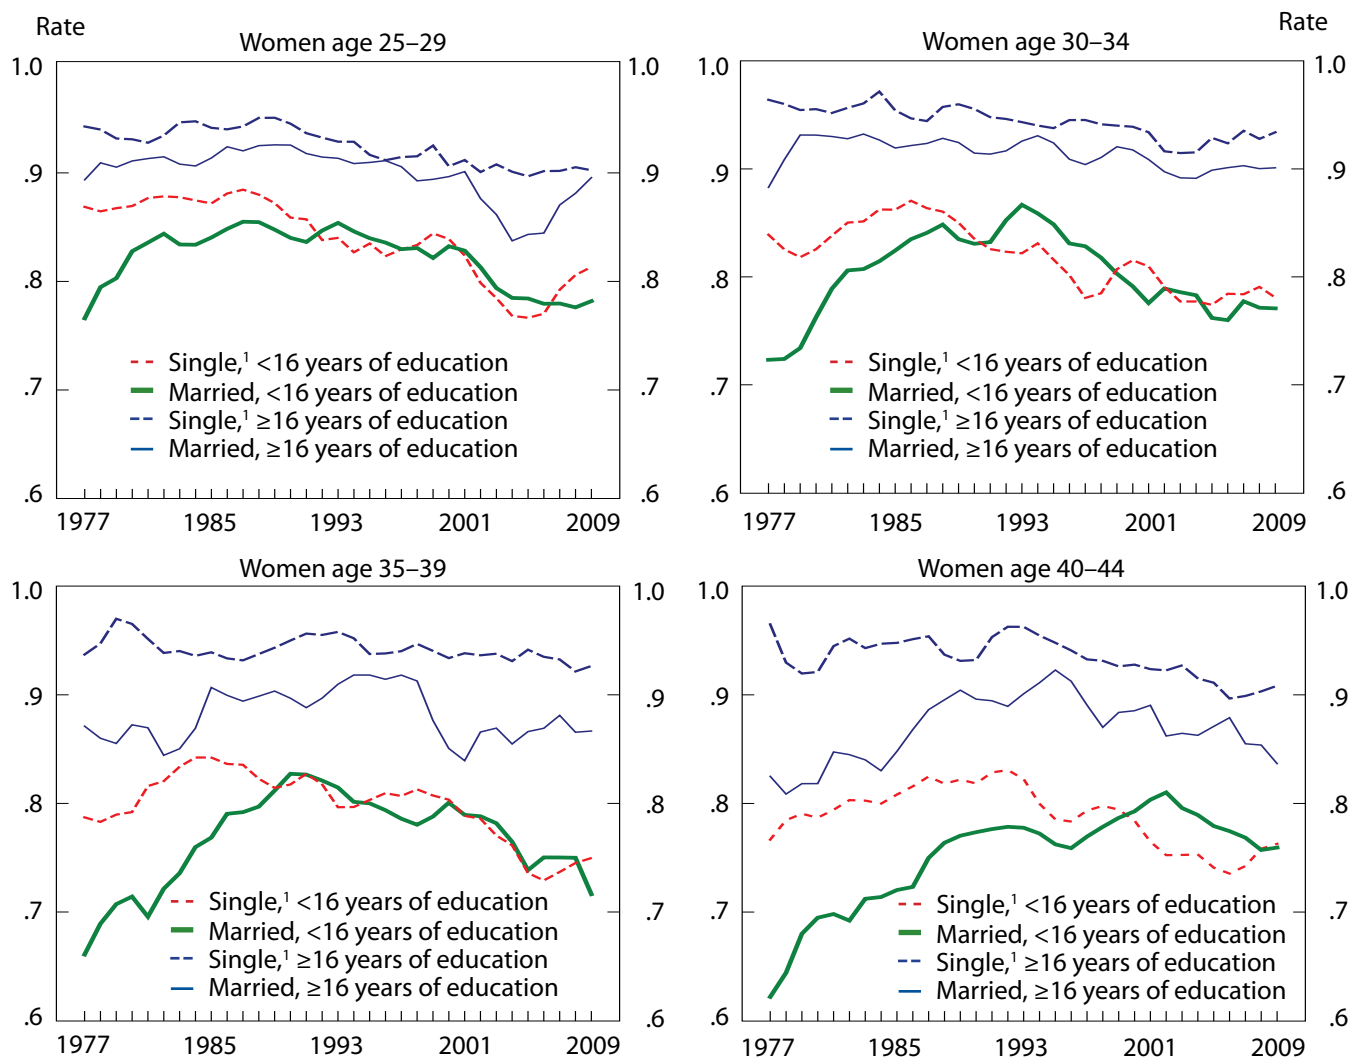 Rate
Rate
Women age 25–29
1.0
1.0
.9
.9
.8
.8
.7
.7
.6
.6
Single,¹ <16 years of education
Married, <16 years of education
Single,¹ ≥16 years of education
Married, ≥16 years of education
1977 1985 1993 2001 2009
Women age 30–34
1.0
1.0
.9
.9
.8
.8
.7
.7
.6
.6
Single,¹ <16 years of education
Married, <16 years of education
Single,¹ ≥16 years of education
Married, ≥16 years of education
1977 1985 1993 2001 2009
Women age 35–39
1.0
1.0
.9
.9
.8
.8
.7
.7
.6
.6
Single,¹ <16 years of education
Married, <16 years of education
Single,¹ ≥16 years of education
Married, ≥16 years of education
1977 1985 1993 2001 2009
Women age 40–44
1.0
1.0
.9
.9
.8
.8
.7
.7
.6
.6
Single,¹ <16 years of education
Married, <16 years of education
Single,¹ ≥16 years of education
Married, ≥16 years of education
1977 1985 1993 2001 2009